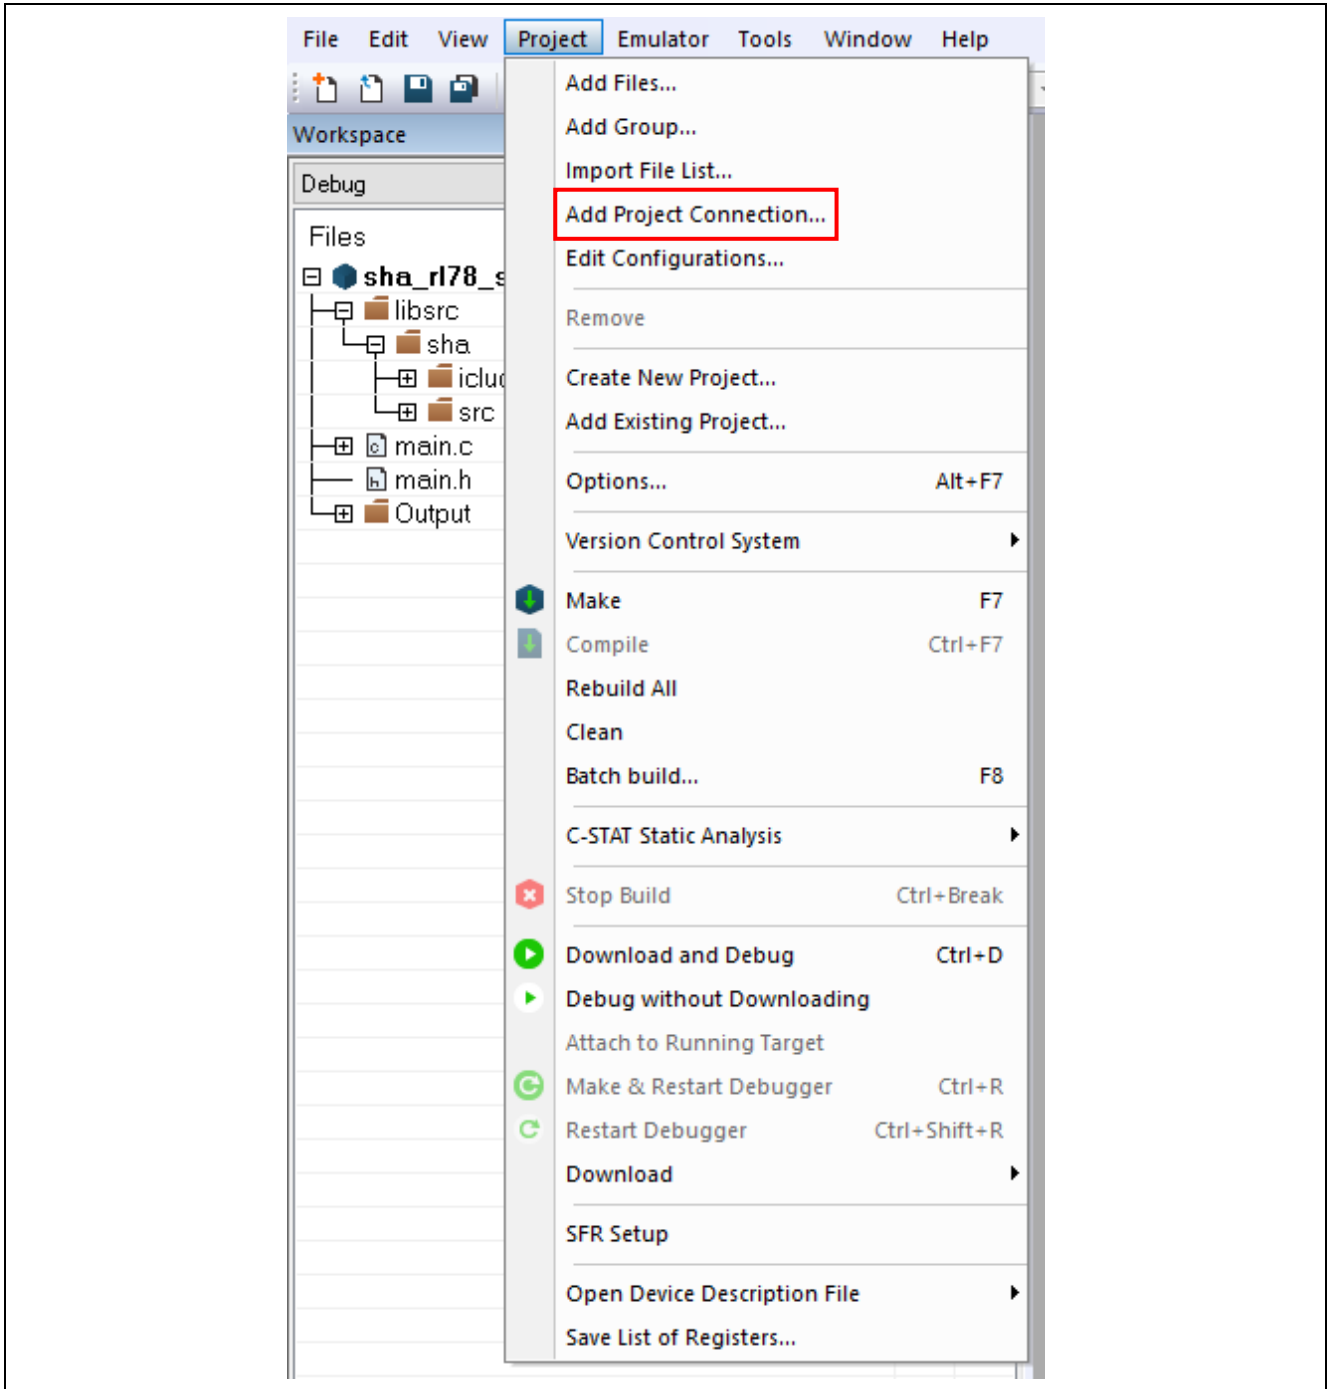 File Edit View Project Emulator Tools Window Help
Workspace
Debug
Files
sha_rl78_s
libsrc
sha
iclu
src
main.c
main.h
Output
Add Files...
Add Group...
Import File List...
Add Project Connection...
Edit Configurations...
Remove
Create New Project...
Add Existing Project...
Options... Alt+F7
Version Control System
Make F7
Compile Ctrl+F7
Rebuild All
Clean
Batch build... F8
C-STAT Static Analysis
Stop Build Ctrl+Break
Download and Debug Ctrl+D
Debug without Downloading
Attach to Running Target
Make & Restart Debugger Ctrl+R
Restart Debugger Ctrl+Shift+R
Download
SFR Setup
Open Device Description File
Save List of Registers...